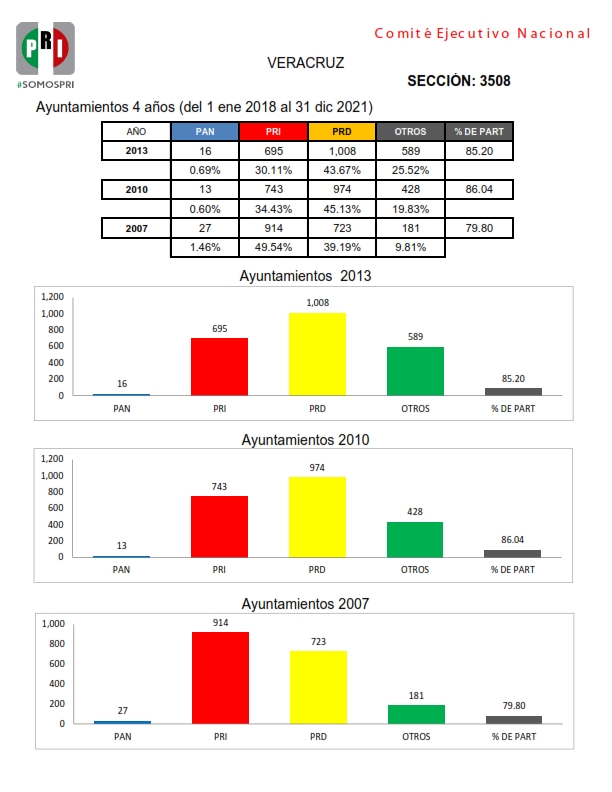 Comité Ejecutivo Nacional
PRI
#SOMOSPRI
VERACRUZ
SECCIÓN: 3508
Ayuntamientos 4 años (del 1 ene 2018 al 31 dic 2021)
AÑO PAN PRI PRD OTROS % DE PART
2013 16 695 1,008 589 85.20
0.69% 30.11% 43.67% 25.52%
2010 13 743 974 428 86.04
0.60% 34.43% 45.13% 19.83%
2007 27 914 723 181 79.80
1.46% 49.54% 39.19% 9.81%
Ayuntamientos 2013
1,200
1,000
800
600
400
200
0
16 695 1,008 589 85.20
PAN PRI PRD OTROS % DE PART
Ayuntamientos 2010
1,200
1,000
800
600
400
200
0
13 743 974 428 86.04
PAN PRI PRD OTROS % DE PART
Ayuntamientos 2007
1,000
800
600
400
200
0
27 914 723 181 79.80
PAN PRI PRD OTROS % DE PART